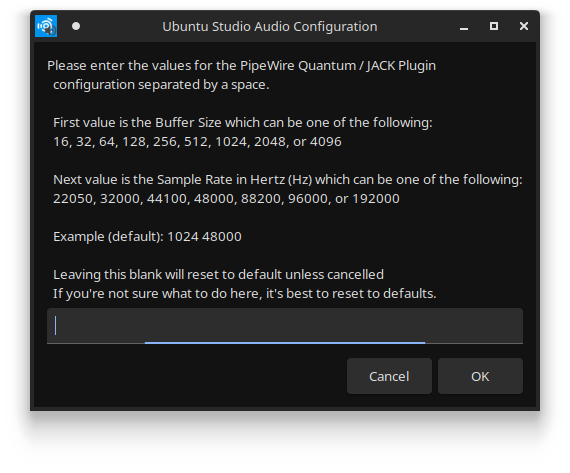 Ubuntu Studio Audio Configuration
Please enter the values for the PipeWire Quantum / JACK Plugin
configuration separated by a space.
First value is the Buffer Size which can be one of the following:
16, 32, 64, 128, 256, 512, 1024, 2048, or 4096
Next value is the Sample Rate in Hertz (Hz) which can be one of the following:
22050, 32000, 44100, 48000, 88200, 96000, or 192000
Example (default): 1024 48000
Leaving this blank will reset to default unless cancelled
If you're not sure what to do here, it's best to reset to defaults.
Cancel OK